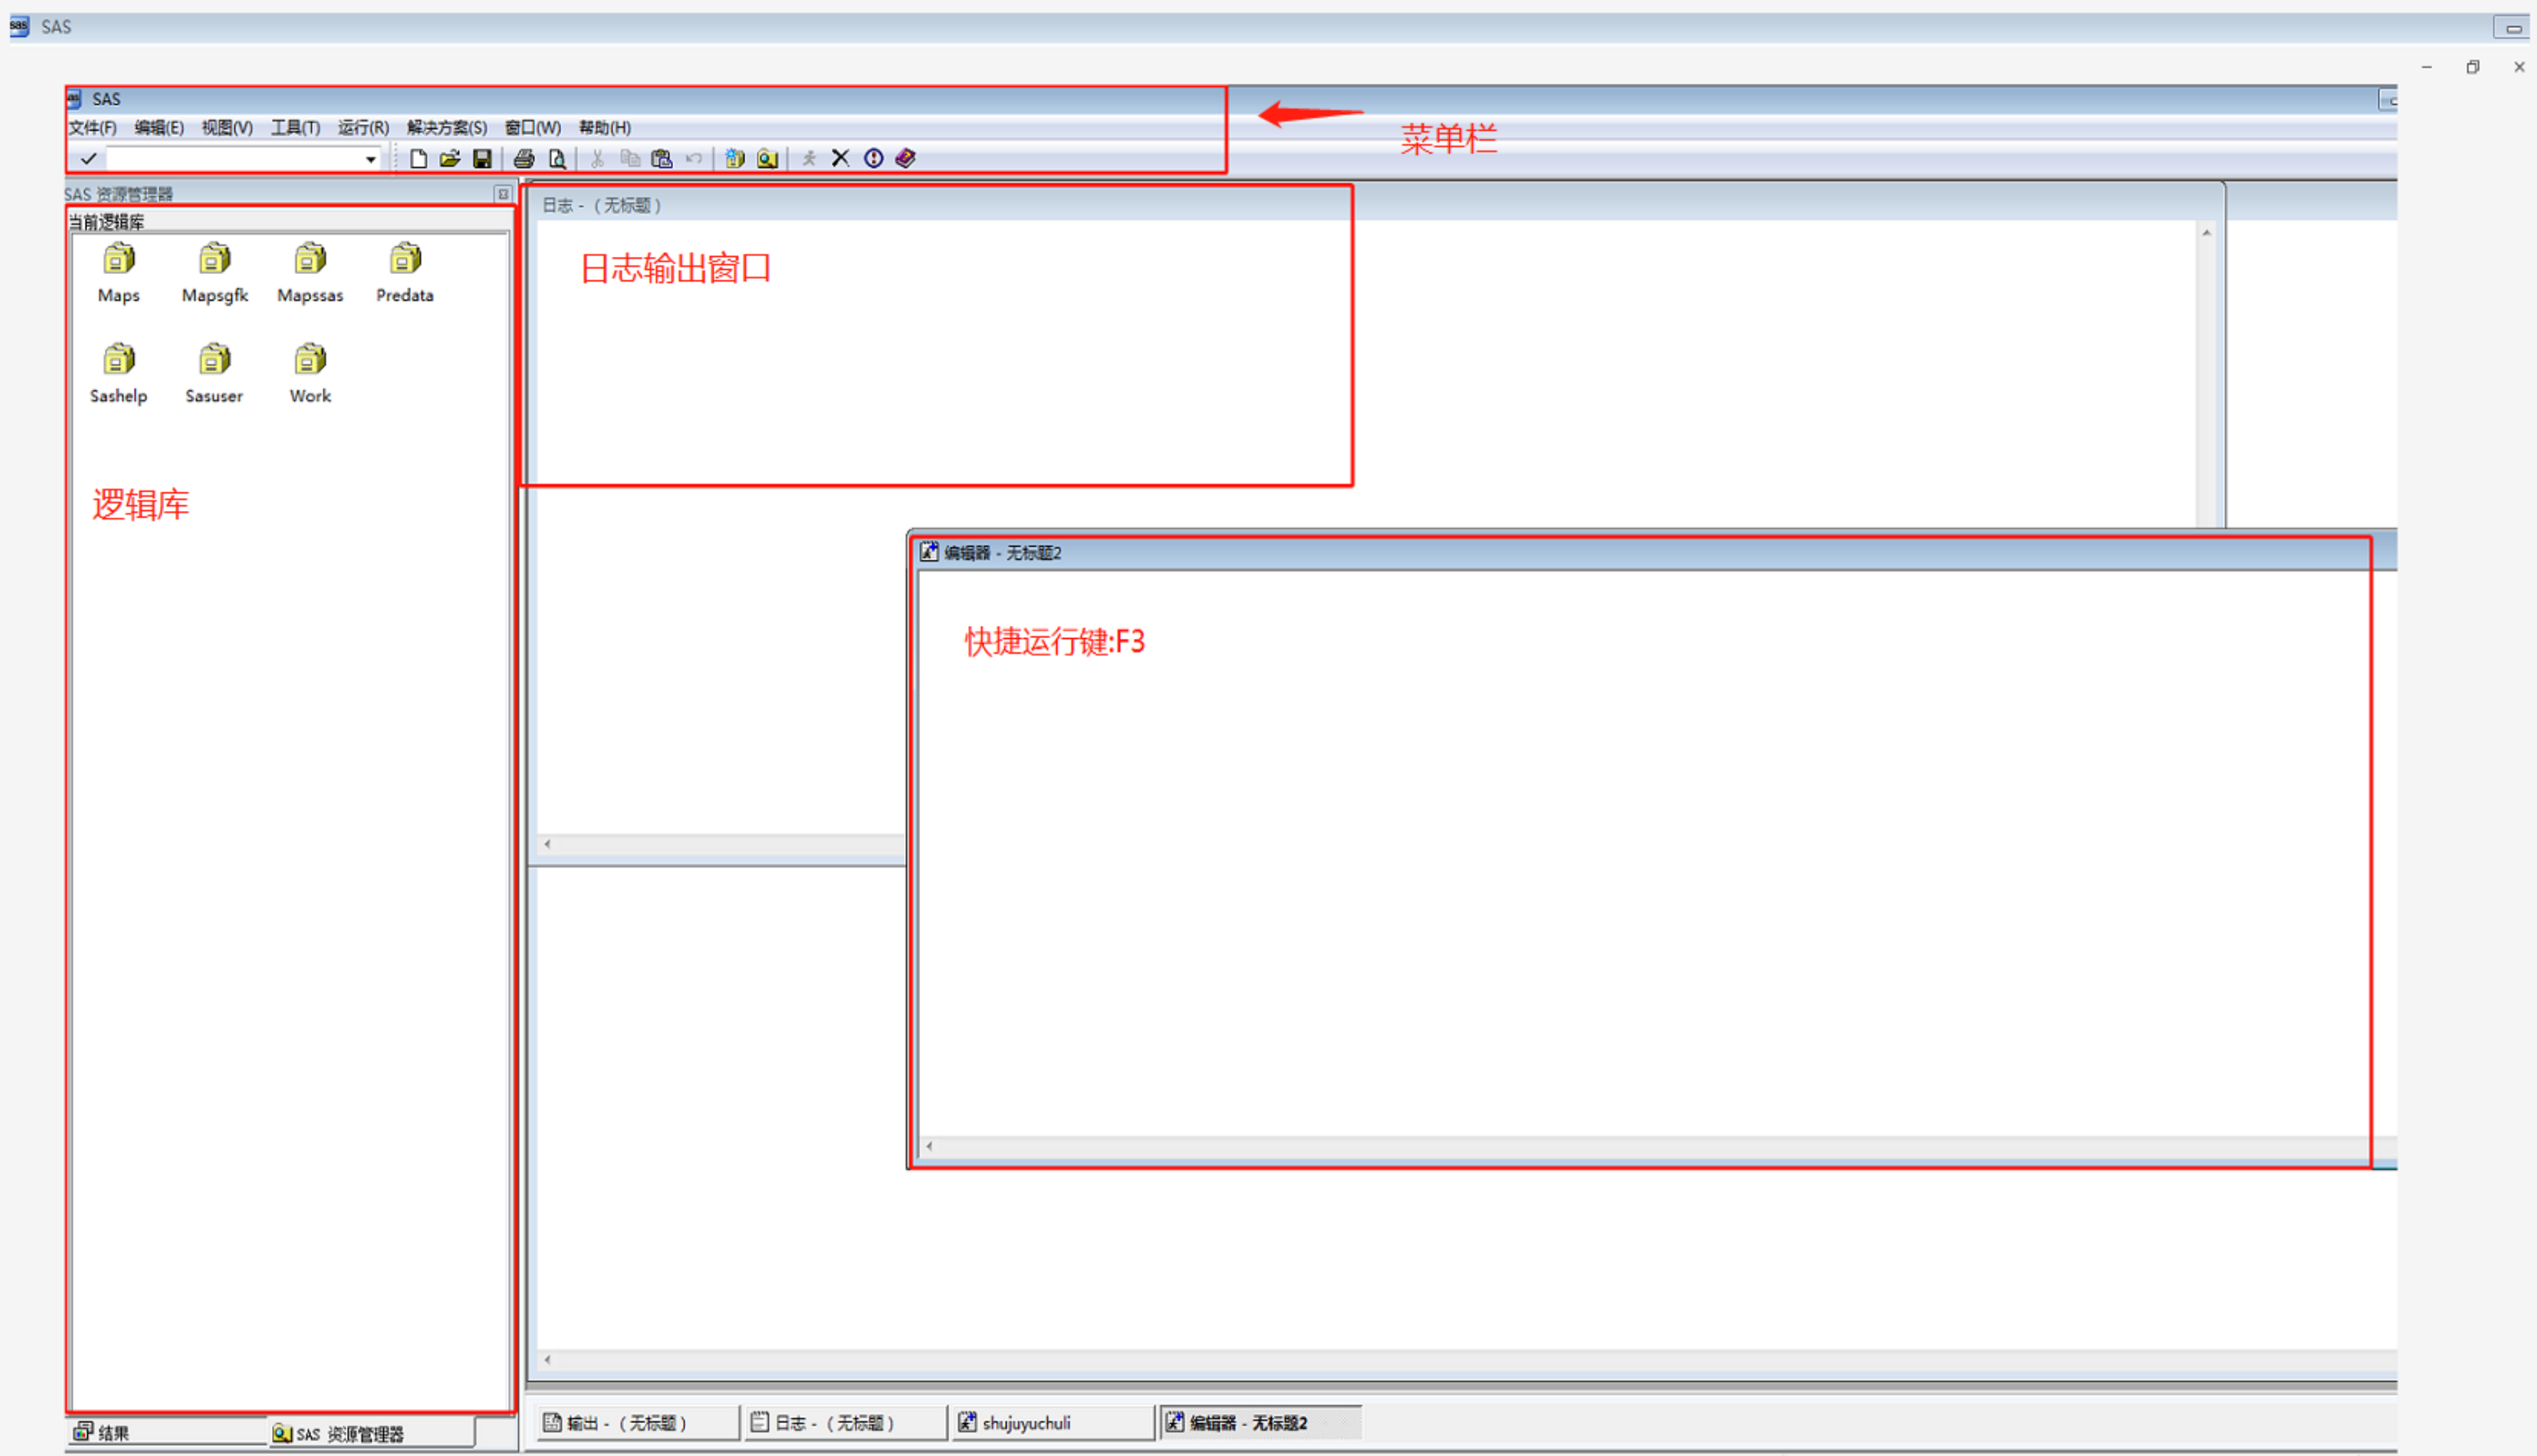 SAS
SAS
文件(F) 编辑(E) 视图(V) 工具(T) 运行(R) 解决方案(S) 窗口(W) 帮助(H)
菜单栏
SAS 资源管理器
当前逻辑库
日志 - （无标题）
日志输出窗口
Maps Mapsgfk Mapssas Predata
Sashelp Sasuser Work
逻辑库
编辑器 - 无标题2
快捷运行键:F3
结果 SAS 资源管理器
输出 - （无标题） 日志 - （无标题） shujuyuchuli 编辑器 - 无标题2